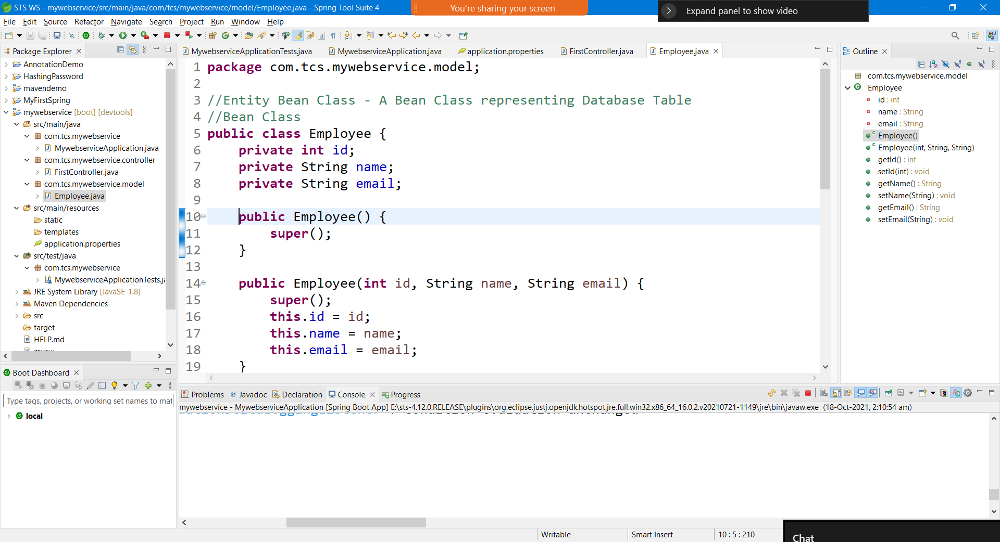 STS WS - mywebservice/src/main/java/com/tcs/mywebservice/model/Employee.java - Spring Tool Suite 4
You're sharing your screen
Expand panel to show video
File Edit Source Refactor Navigate Search Project Run Window Help
Package Explorer
AnnotationDemo
HashingPassword
mavendemo
MyFirstSpring
mywebservice [boot] [devtools]
src/main/java
com.tcs.mywebservice
MywebserviceApplication.java
com.tcs.mywebservice.controller
FirstController.java
com.tcs.mywebservice.model
Employee.java
src/main/resources
static
templates
application.properties
src/test/java
com.tcs.mywebservice
MywebserviceApplicationTests.ja
JRE System Library [JavaSE-1.8]
Maven Dependencies
src
target
HELP.md
Boot Dashboard
Type tags, projects, or working set names to mat
local
MywebserviceApplicationTests.java MywebserviceApplication.java application.properties FirstController.java Employee.java
1 package com.tcs.mywebservice.model;
2
3 //Entity Bean Class - A Bean Class representing Database Table
4 //Bean Class
5 public class Employee {
6 private int id;
7 private String name;
8 private String email;
9
10 public Employee() {
11 super();
12 }
13
14 public Employee(int id, String name, String email) {
15 super();
16 this.id = id;
17 this.name = name;
18 this.email = email;
19 }
Outline
com.tcs.mywebservice.model
Employee
id : int
name : String
email : String
Employee()
Employee(int, String, String)
getId() : int
setId(int) : void
getName() : String
setName(String) : void
getEmail() : String
setEmail(String) : void
Problems Javadoc Declaration Console Progress
mywebservice - MywebserviceApplication [Spring Boot App] E:\sts-4.12.0.RELEASE\plugins\org.eclipse.justj.openjdk.hotspot.jre.full.win32.x86_64_16.0.2.v20210721-1149\jre\bin\javaw.exe (18-Oct-2021, 2:10:54 am)
Writable Smart Insert 10 : 5 : 210
Chat